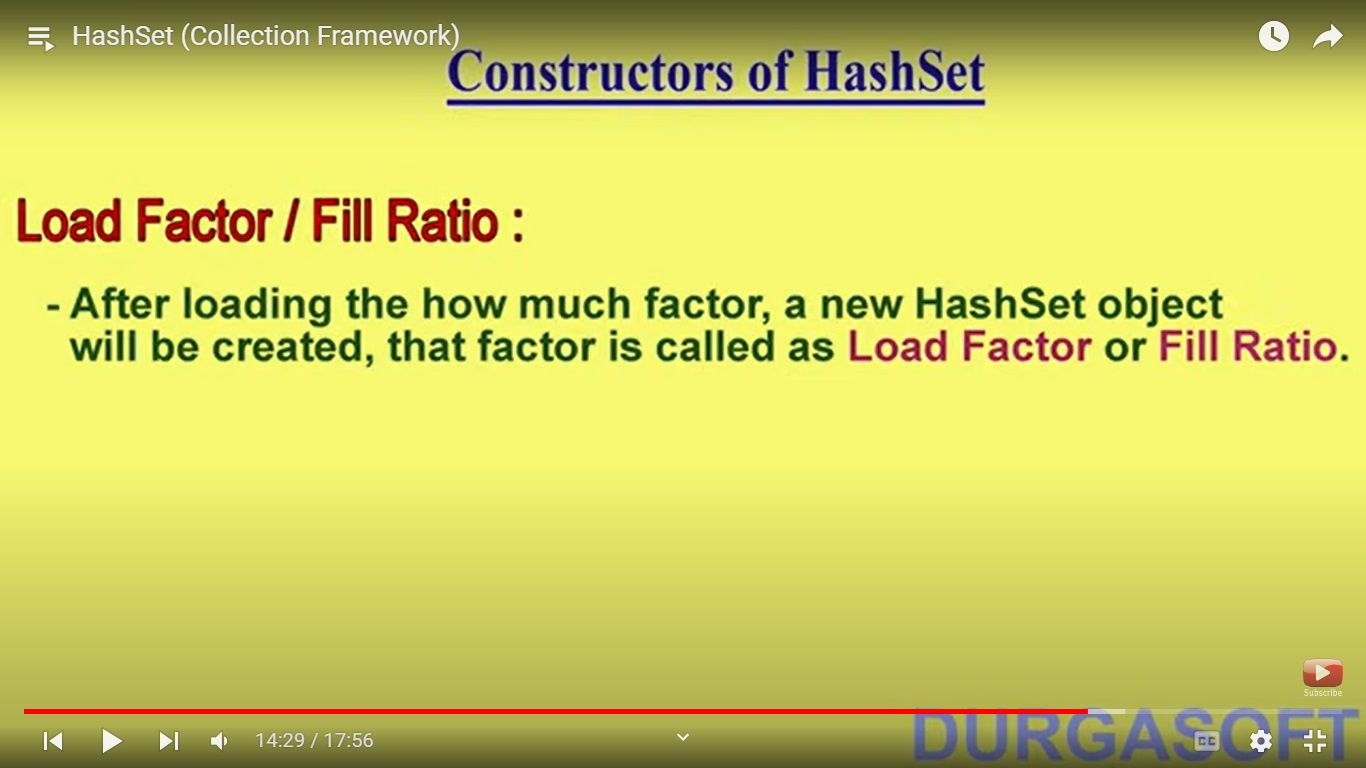 HashSet (Collection Framework)
Constructors of HashSet
Load Factor / Fill Ratio :
- After loading the how much factor, a new HashSet object
will be created, that factor is called as Load Factor or Fill Ratio.
Subscribe
DURGASOFT
14:29 / 17:56
CC